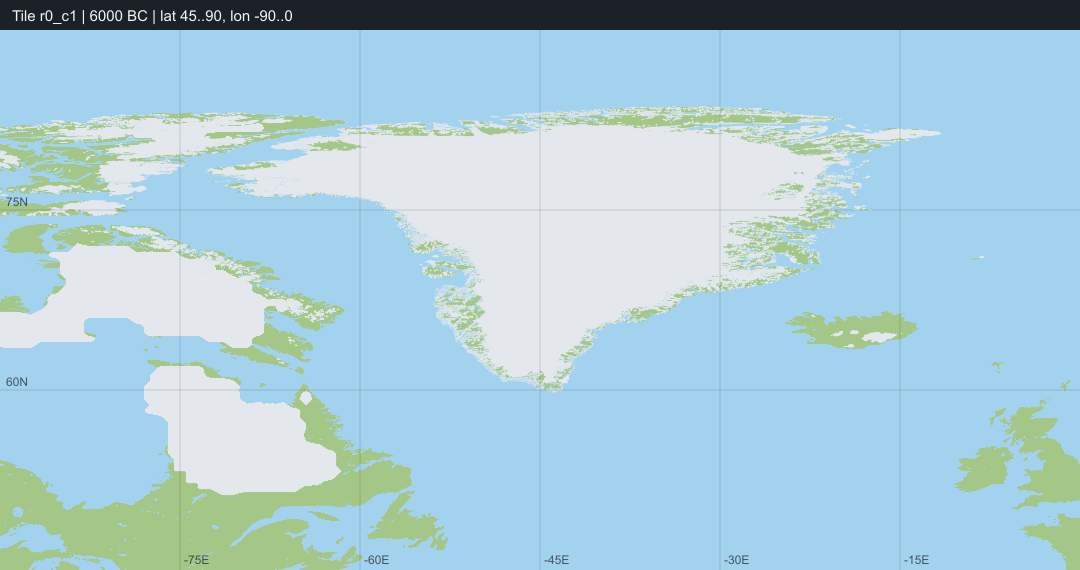 Tile r0_c1 | 6000 BC | lat 45..90, lon -90..0
75N
60N
-75E
-60E
-45E
-30E
-15E